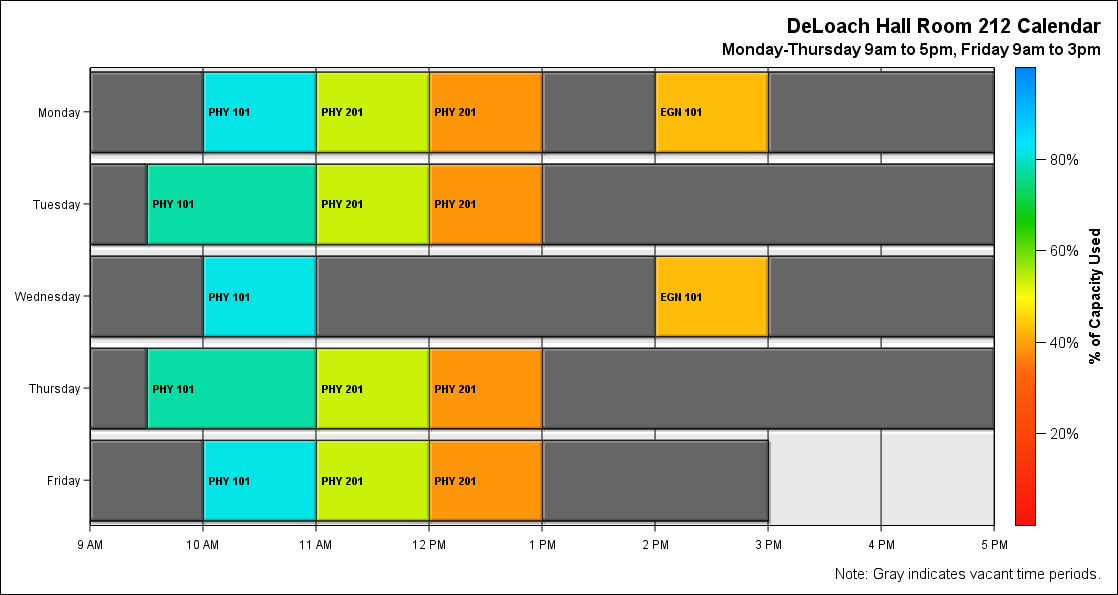 DeLoach Hall Room 212 Calendar
Monday-Thursday 9am to 5pm, Friday 9am to 3pm
Monday PHY 101 PHY 201 PHY 201 EGN 101
Tuesday PHY 101 PHY 201 PHY 201
Wednesday PHY 101 EGN 101
Thursday PHY 101 PHY 201 PHY 201
Friday PHY 101 PHY 201 PHY 201
9 AM 10 AM 11 AM 12 PM 1 PM 2 PM 3 PM 4 PM 5 PM
80%
60%
40%
20%
% of Capacity Used
Note: Gray indicates vacant time periods.